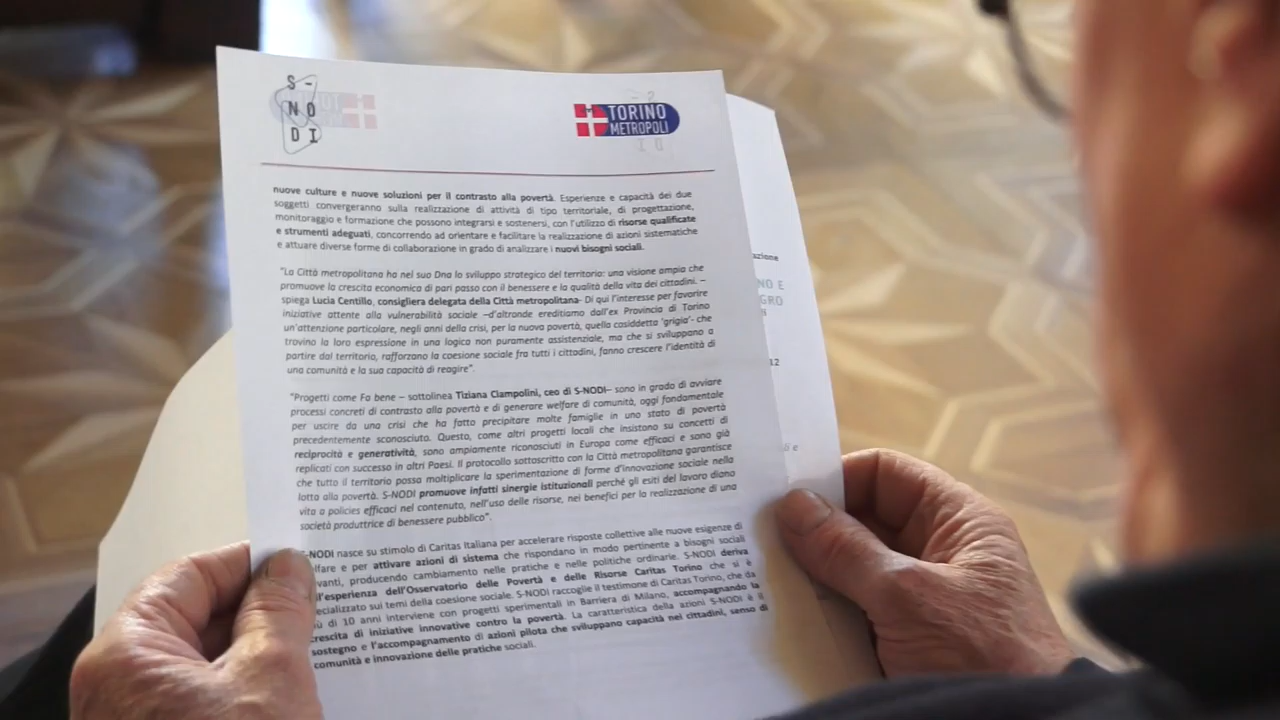 S-
NO
DI
TORINO
METROPOLI
nuove culture e nuove soluzioni per il contrasto alla povertà. Esperienze e capacità dei due
soggetti convergeranno sulla realizzazione di attività di tipo territoriale, di progettazione,
monitoraggio e formazione che possono integrarsi e sostenersi, con l'utilizzo di risorse qualificate
e strumenti adeguati, concorrendo ad orientare e facilitare la realizzazione di azioni sistematiche
e attuare diverse forme di collaborazione in grado di analizzare i nuovi bisogni sociali.
"La Città metropolitana ha nel suo Dna lo sviluppo strategico del territorio: una visione ampia che
promuove la crescita economica di pari passo con il benessere e la qualità della vita dei cittadini. –
spiega Lucia Centillo, consigliera delegata della Città metropolitana- Di qui l'interesse per favorire
iniziative attente alla vulnerabilità sociale –d'altronde ereditiamo dall'ex Provincia di Torino
un'attenzione particolare, negli anni della crisi, per la nuova povertà, quella cosiddetta 'grigia'- che
trovino la loro espressione in una logica non puramente assistenziale, ma che si sviluppano a
partire dal territorio, rafforzano la coesione sociale fra tutti i cittadini, fanno crescere l'identità di
una comunità e la sua capacità di reagire".
"Progetti come Fa bene – sottolinea Tiziana Ciampolini, ceo di S-NODI– sono in grado di avviare
processi concreti di contrasto alla povertà e di generare welfare di comunità, oggi fondamentale
per uscire da una crisi che ha fatto precipitare molte famiglie in uno stato di povertà
precedentemente sconosciuto. Questo, come altri progetti locali che insistono su concetti di
reciprocità e generatività, sono ampiamente riconosciuti in Europa come efficaci e sono già
replicati con successo in altri Paesi. Il protocollo sottoscritto con la Città metropolitana garantisce
che tutto il territorio possa moltiplicare la sperimentazione di forme d'innovazione sociale nella
lotta alla povertà. S-NODI promuove infatti sinergie istituzionali perché gli esiti del lavoro diano
vita a policies efficaci nel contenuto, nell'uso delle risorse, nei benefici per la realizzazione di una
società produttrice di benessere pubblico".
-NODI nasce su stimolo di Caritas Italiana per accelerare risposte collettive alle nuove esigenze di
lfare e per attivare azioni di sistema che rispondano in modo pertinente a bisogni sociali
vanti, producendo cambiamento nelle pratiche e nelle politiche ordinarie. S-NODI deriva
ll'esperienza dell'Osservatorio delle Povertà e delle Risorse Caritas Torino che si è
ecializzato sui temi della coesione sociale. S-NODI raccoglie il testimone di Caritas Torino, che da
ù di 10 anni interviene con progetti sperimentali in Barriera di Milano, accompagnando la
crescita di iniziative innovative contro la povertà. La caratteristica della azioni S-NODI è il
sostegno e l'accompagnamento di azioni pilota che sviluppano capacità nei cittadini, senso di
comunità e innovazione delle pratiche sociali.
azione
NO E
GRO
12